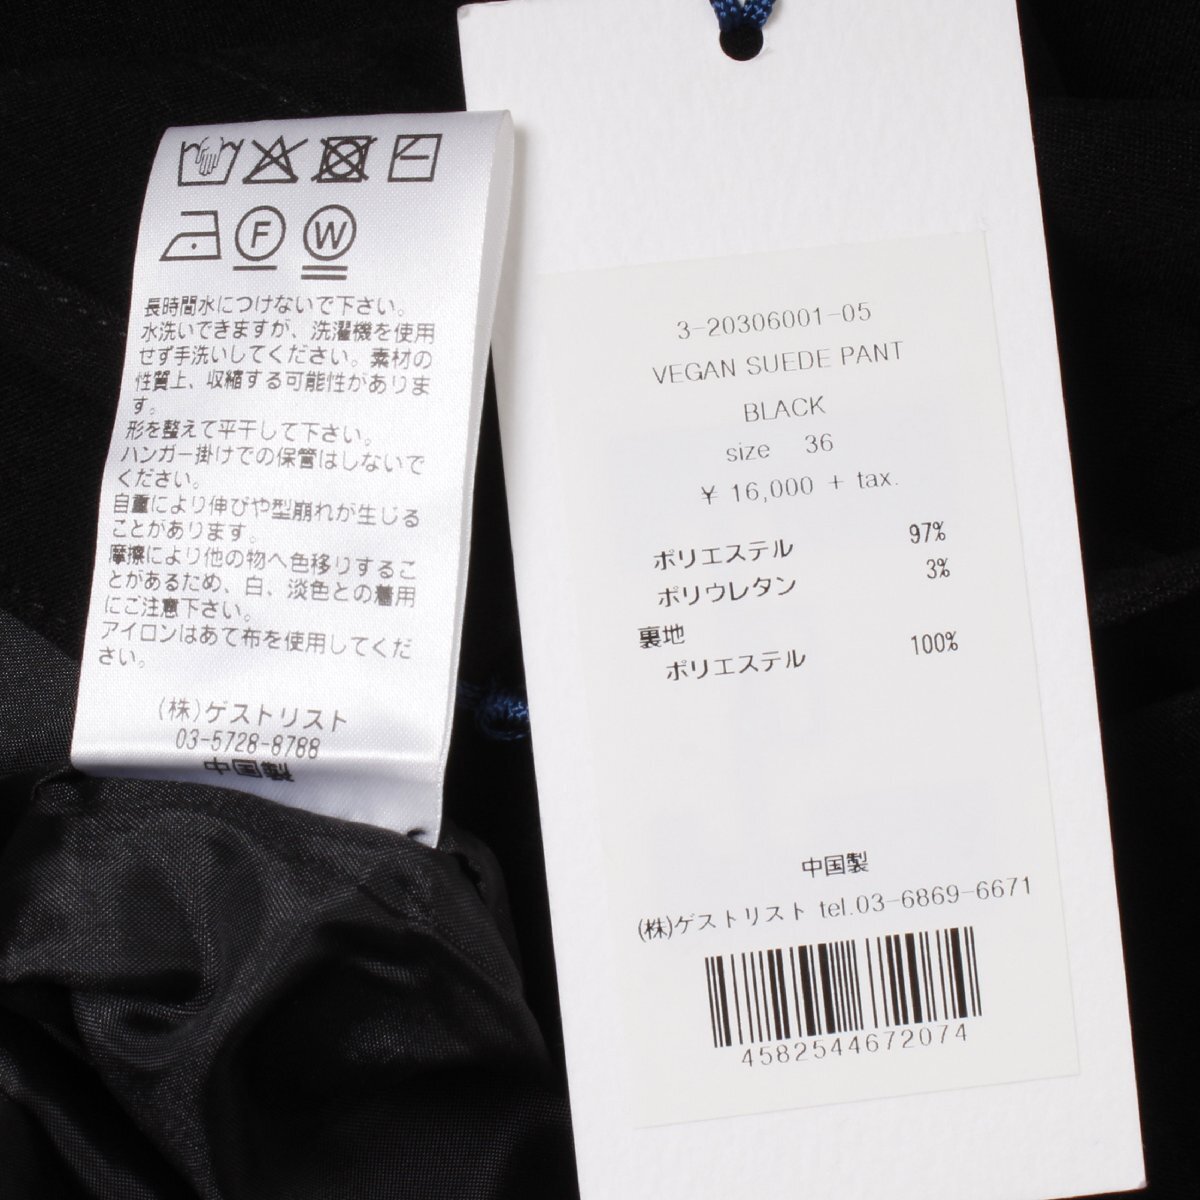 F
W
長時間水につけないで下さい。
水洗いできますが、洗濯機を使用
せず手洗いしてください。素材の
性質上、収縮する可能性がありま
す。
形を整えて平干して下さい。
ハンガー掛けでの保管はしないで
ください。
自重により伸びや型崩れが生じる
ことがあります。
摩擦により他の物へ色移りするこ
とがあるため、白、淡色との着用
にご注意下さい。
アイロンはあて布を使用してくだ
さい。
(株)ゲストリスト
03-5728-8788
中国製
3-20306001-05
VEGAN SUEDE PANT
BLACK
size 36
¥ 16,000 + tax.
ポリエステル 97%
ポリウレタン 3%
裏地
ポリエステル 100%
中国製
(株)ゲストリスト tel.03-6869-6671
4582544672074